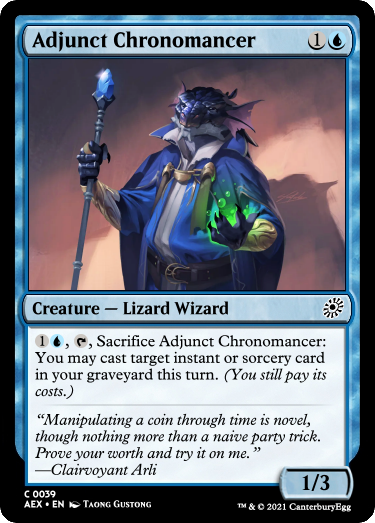 Adjunct Chronomancer 1
Creature — Lizard Wizard
1, Sacrifice Adjunct Chronomancer:
You may cast target instant or sorcery card
in your graveyard this turn. (You still pay its
costs.)
“Manipulating a coin through time is novel,
though nothing more than a naive party trick.
Prove your worth and try it on me.”
—Clairvoyant Arli
1/3
C 0039
AEX • EN Taong Gustong
™ & © 2021 CanterburyEgg